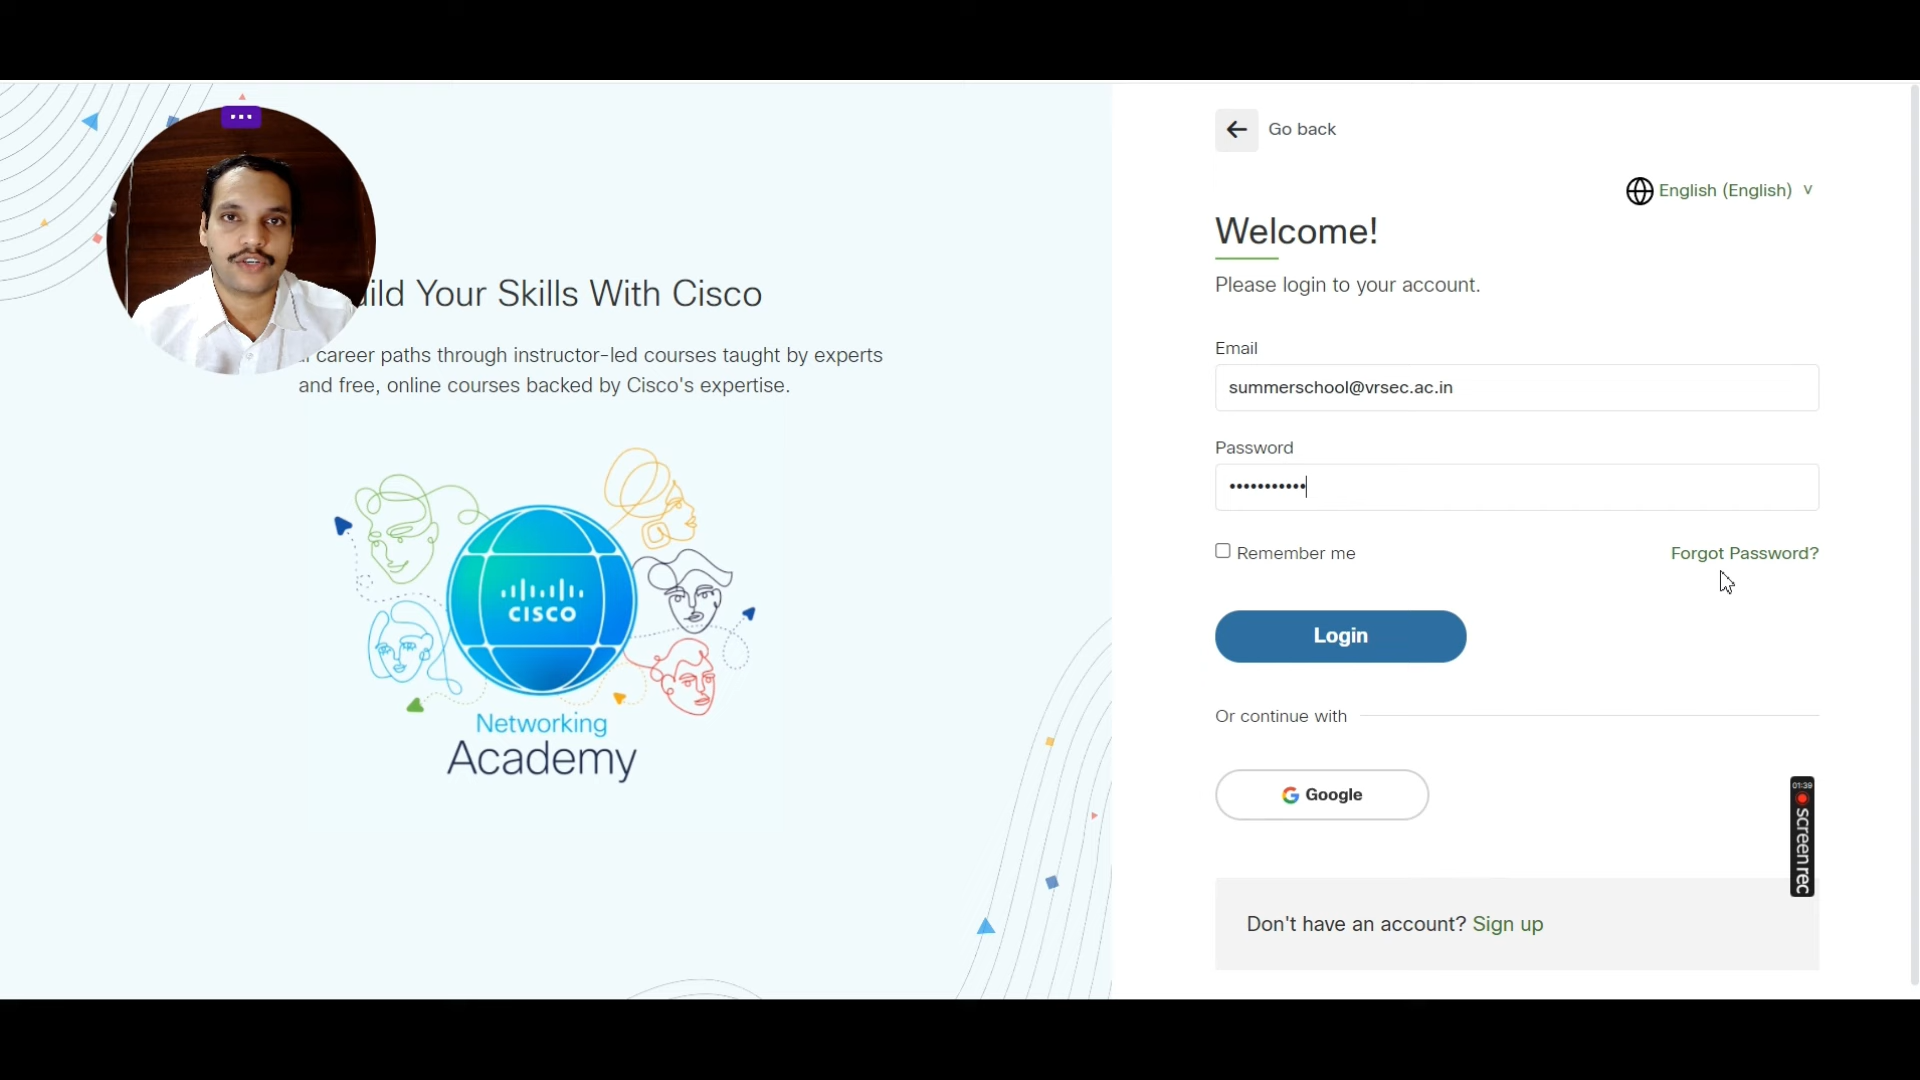 Go back
English (English)
Welcome!
Please login to your account.
ild Your Skills With Cisco
career paths through instructor-led courses taught by experts
and free, online courses backed by Cisco's expertise.
Email
summerschool@vrsec.ac.in
Password
•••••••••••
Remember me
Forgot Password?
Login
CISCO
Networking
Academy
Or continue with
Google
01:39
screenrec
Don't have an account? Sign up